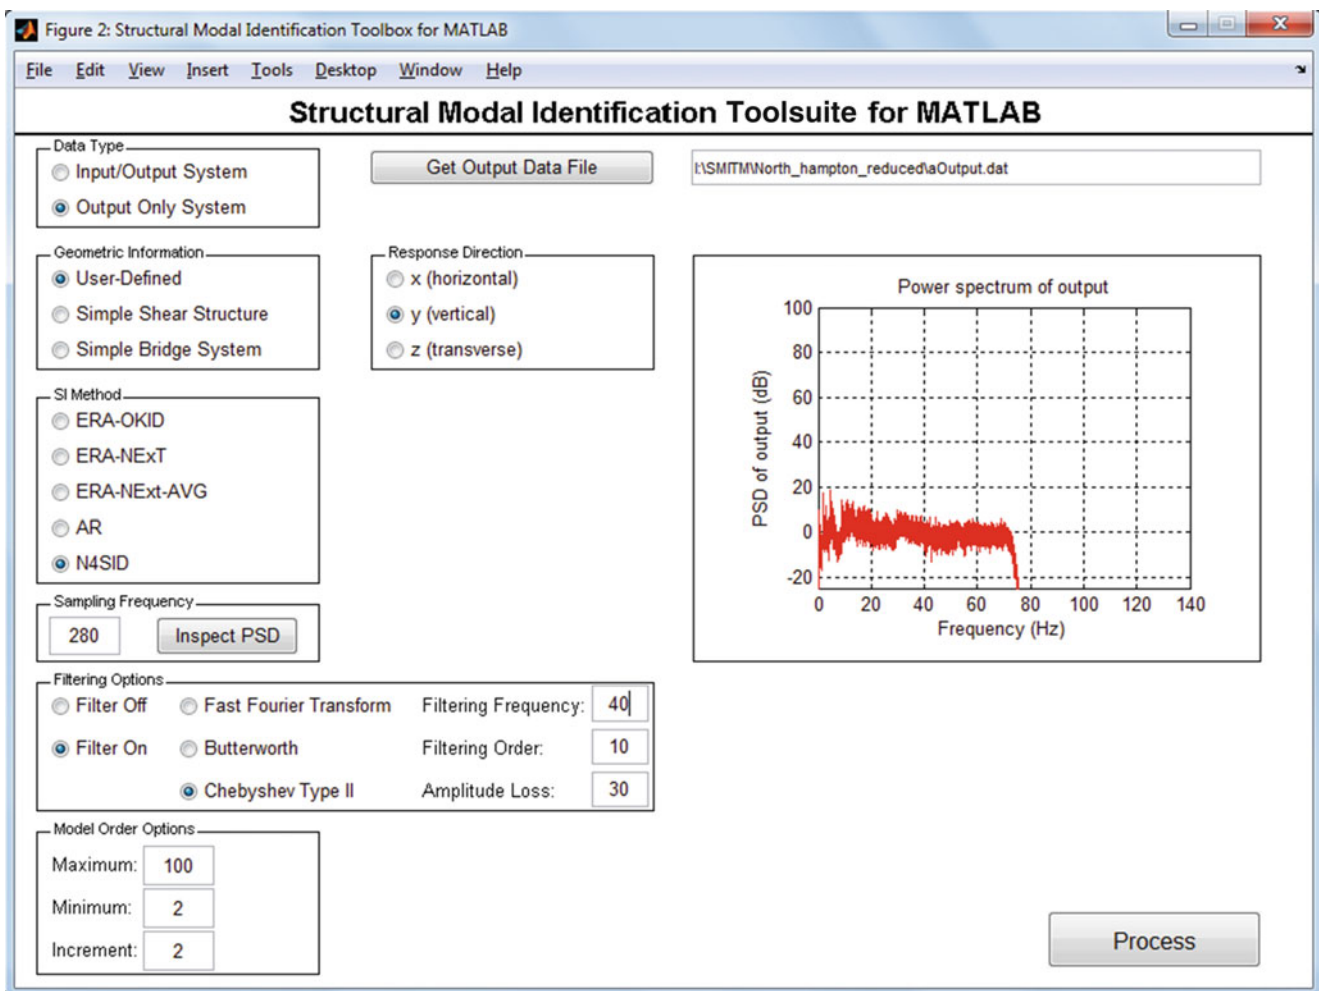 Figure 2: Structural Modal Identification Toolbox for MATLAB
File Edit View Insert Tools Desktop Window Help
Structural Modal Identification Toolsuite for MATLAB
Data Type
Input/Output System
Output Only System
Get Output Data File
I:\SMITM\North_hampton_reduced\aOutput.dat
Geometric Information
User-Defined
Simple Shear Structure
Simple Bridge System
Response Direction
x (horizontal)
y (vertical)
z (transverse)
SI Method
ERA-OKID
ERA-NExT
ERA-NExt-AVG
AR
N4SID
Power spectrum of output
PSD of output (dB)
100
80
60
40
20
0
-20
0 20 40 60 80 100 120 140
Frequency (Hz)
Sampling Frequency
280
Inspect PSD
Filtering Options
Filter Off
Filter On
Fast Fourier Transform
Butterworth
Chebyshev Type II
Filtering Frequency: 40
Filtering Order: 10
Amplitude Loss: 30
Model Order Options
Maximum: 100
Minimum: 2
Increment: 2
Process